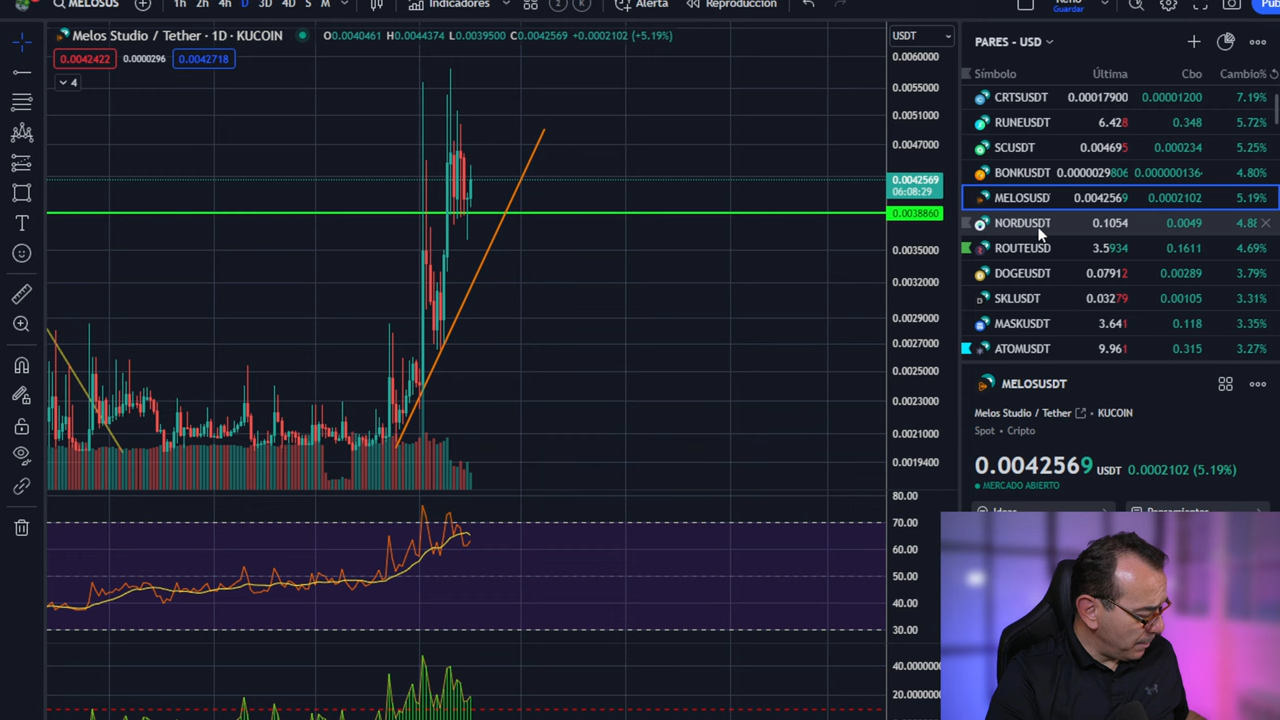 MELOSUS 1h 2h 4h D 3D 4D S M Indicadores 2 K Alerta Reproducción Guardar
Melos Studio / Tether · 1D · KUCOIN O0.0040461 H0.0044374 L0.0039500 C0.0042569 +0.0002102 (+5.19%)
0.0042422 0.0000296 0.0042718
4
USDT
0.0060000
0.0055000
0.0051000
0.0047000
0.0042569
06:08:29
0.0038860
0.0035000
0.0032000
0.0029000
0.0027000
0.0025000
0.0023000
0.0021000
0.0019400
80.00
70.00
60.00
50.00
40.00
30.00
40.0000000
20.0000000
PARES - USD
Símbolo Última Cbo Cambio%
CRTSUSDT 0.00017900 0.00001200 7.19%
RUNEUSDT 6.428 0.348 5.72%
SCUSDT 0.004695 0.000234 5.25%
BONKUSDT 0.0000029806 0.000000136 4.80%
MELOSUSD 0.0042569 0.0002102 5.19%
NORDUSDT 0.1054 0.0049 4.88
ROUTEUSD 3.5934 0.1611 4.69%
DOGEUSDT 0.07912 0.00289 3.79%
SKLUSDT 0.03279 0.00105 3.31%
MASKUSDT 3.641 0.118 3.35%
ATOMUSDT 9.961 0.315 3.27%
MELOSUSDT
Melos Studio / Tether · KUCOIN
Spot · Cripto
0.0042569 USDT 0.0002102 (5.19%)
MERCADO ABIERTO